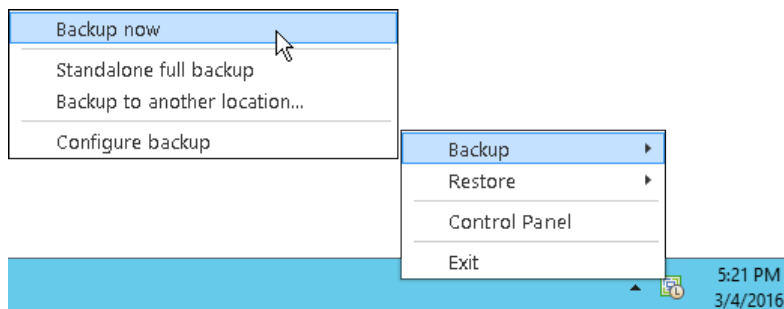 Backup now
Standalone full backup
Backup to another location...
Configure backup
Backup
Restore
Control Panel
Exit
5:21 PM
3/4/2016